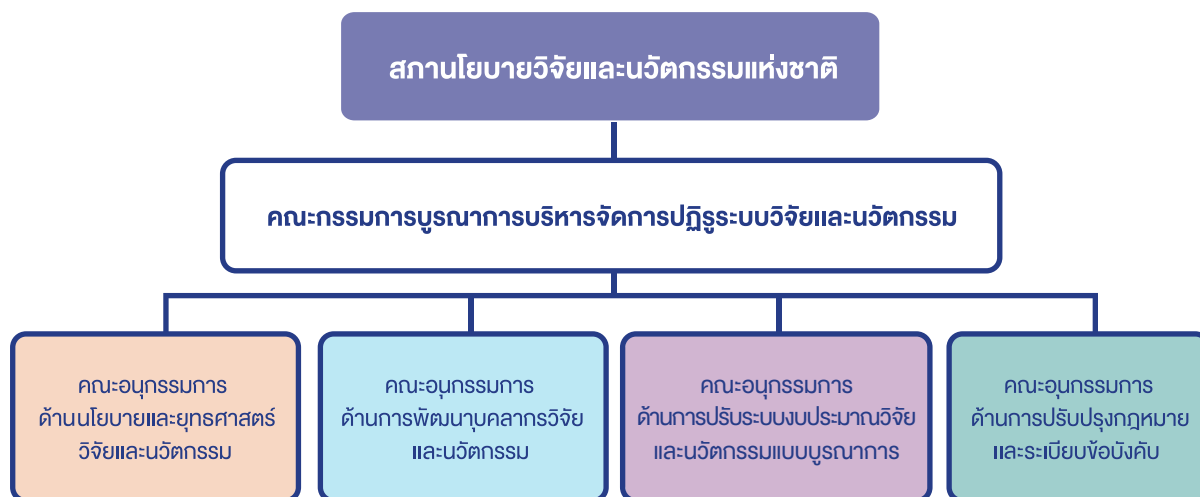 สภานโยบายวิจัยและนวัตกรรมแห่งชาติ
คณะกรรมการบูรณาการบริหารจัดการปฏิรูระบบวิจัยและนวัตกรรม
คณะอนุกรรมการ
ด้านนโยบายและยุทธศาสตร์
วิจัยและนวัตกรรม
คณะอนุกรรมการ
ด้านการพัฒนาุบคลากรวิจัย
และนวัตกรรม
คณะอนุกรรมการ
ด้านการปรับระบบงบประมาณวิจัย
และนวัตกรรมแบบบูรณาการ
คณะอนุกรรมการ
ด้านการปรับปรุงกฎหมาย
และระเบียบข้อบังคับ